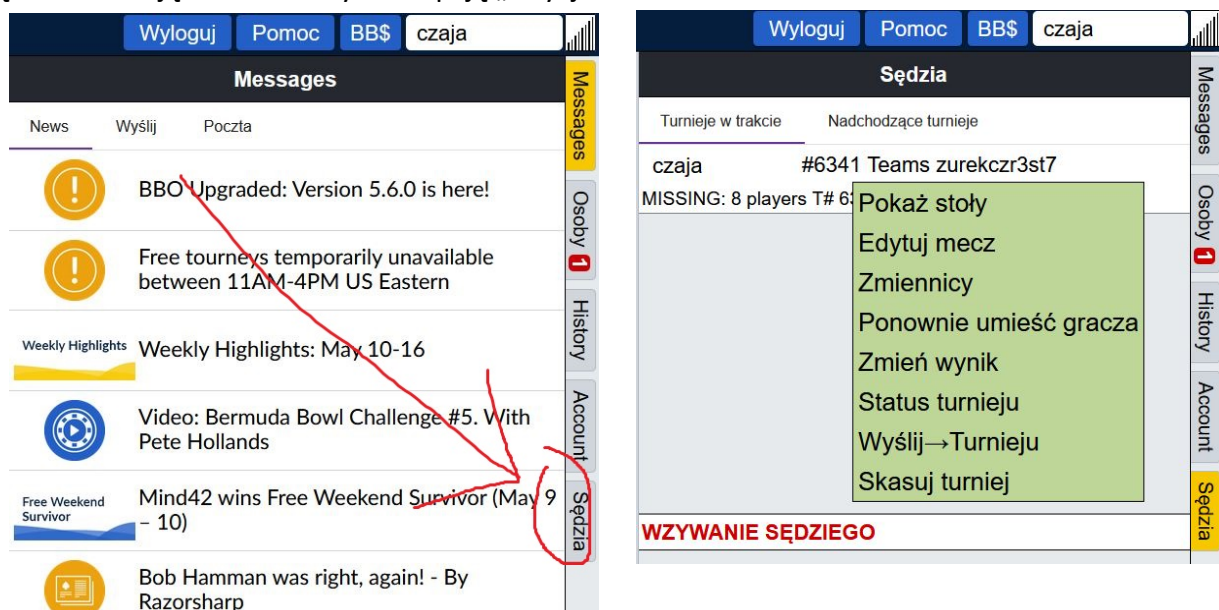 Wyloguj Pomoc BB$ czaja
Messages
News Wyślij Poczta
BBO Upgraded: Version 5.6.0 is here!
Free tourneys temporarily unavailable
between 11AM-4PM US Eastern
Weekly Highlights
Weekly Highlights: May 10-16
Video: Bermuda Bowl Challenge #5. With
Pete Hollands
Free Weekend
Survivor
Mind42 wins Free Weekend Survivor (May 9
– 10)
Bob Hamman was right, again! - By
Razorsharp
Messages
Osoby 1
History
Account
Sędzia
Wyloguj Pomoc BB$ czaja
Sędzia
Turnieje w trakcie Nadchodzące turnieje
czaja #6341 Teams zurekczr3st7
MISSING: 8 players T#
Pokaż stoły
Edytuj mecz
Zmiennicy
Ponownie umieść gracza
Zmień wynik
Status turnieju
Wyślij→Turnieju
Skasuj turniej
WZYWANIE SĘDZIEGO
Messages
Osoby 1
History
Account
Sędzia